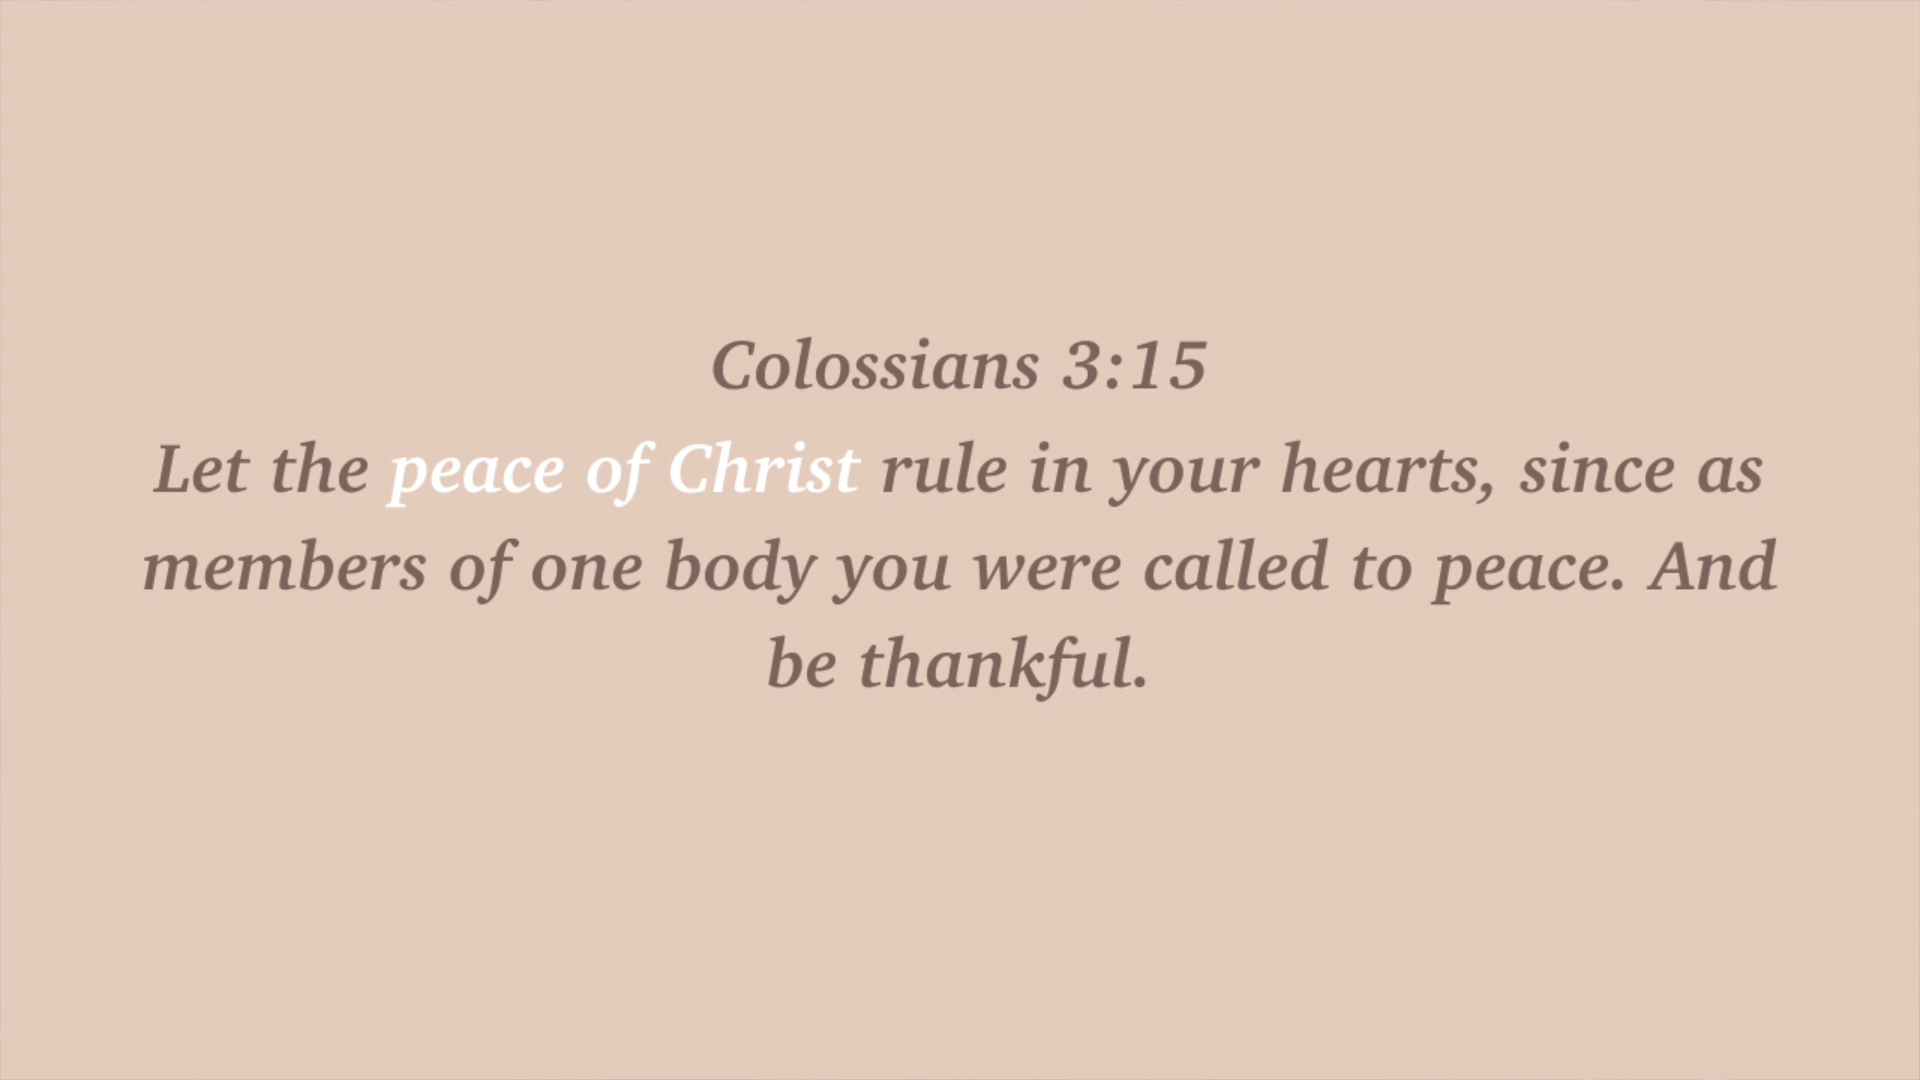 Colossians 3:15
Let the peace of Christ rule in your hearts, since as
members of one body you were called to peace. And
be thankful.